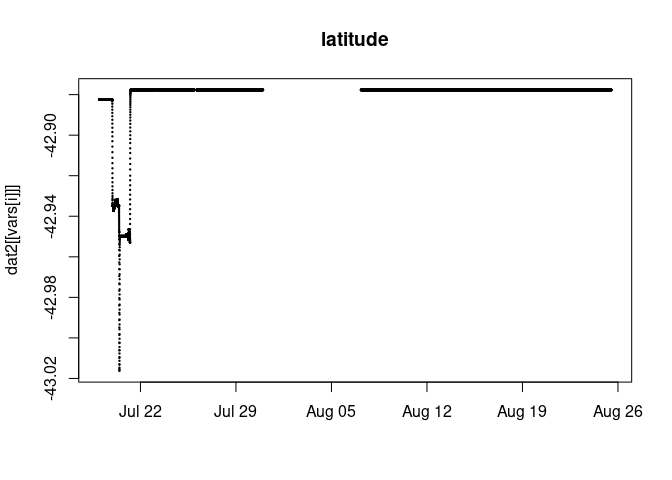 latitude
dat2[[vars[i]]]
-42.90
-42.94
-42.98
-43.02
Jul 22
Jul 29
Aug 05
Aug 12
Aug 19
Aug 26